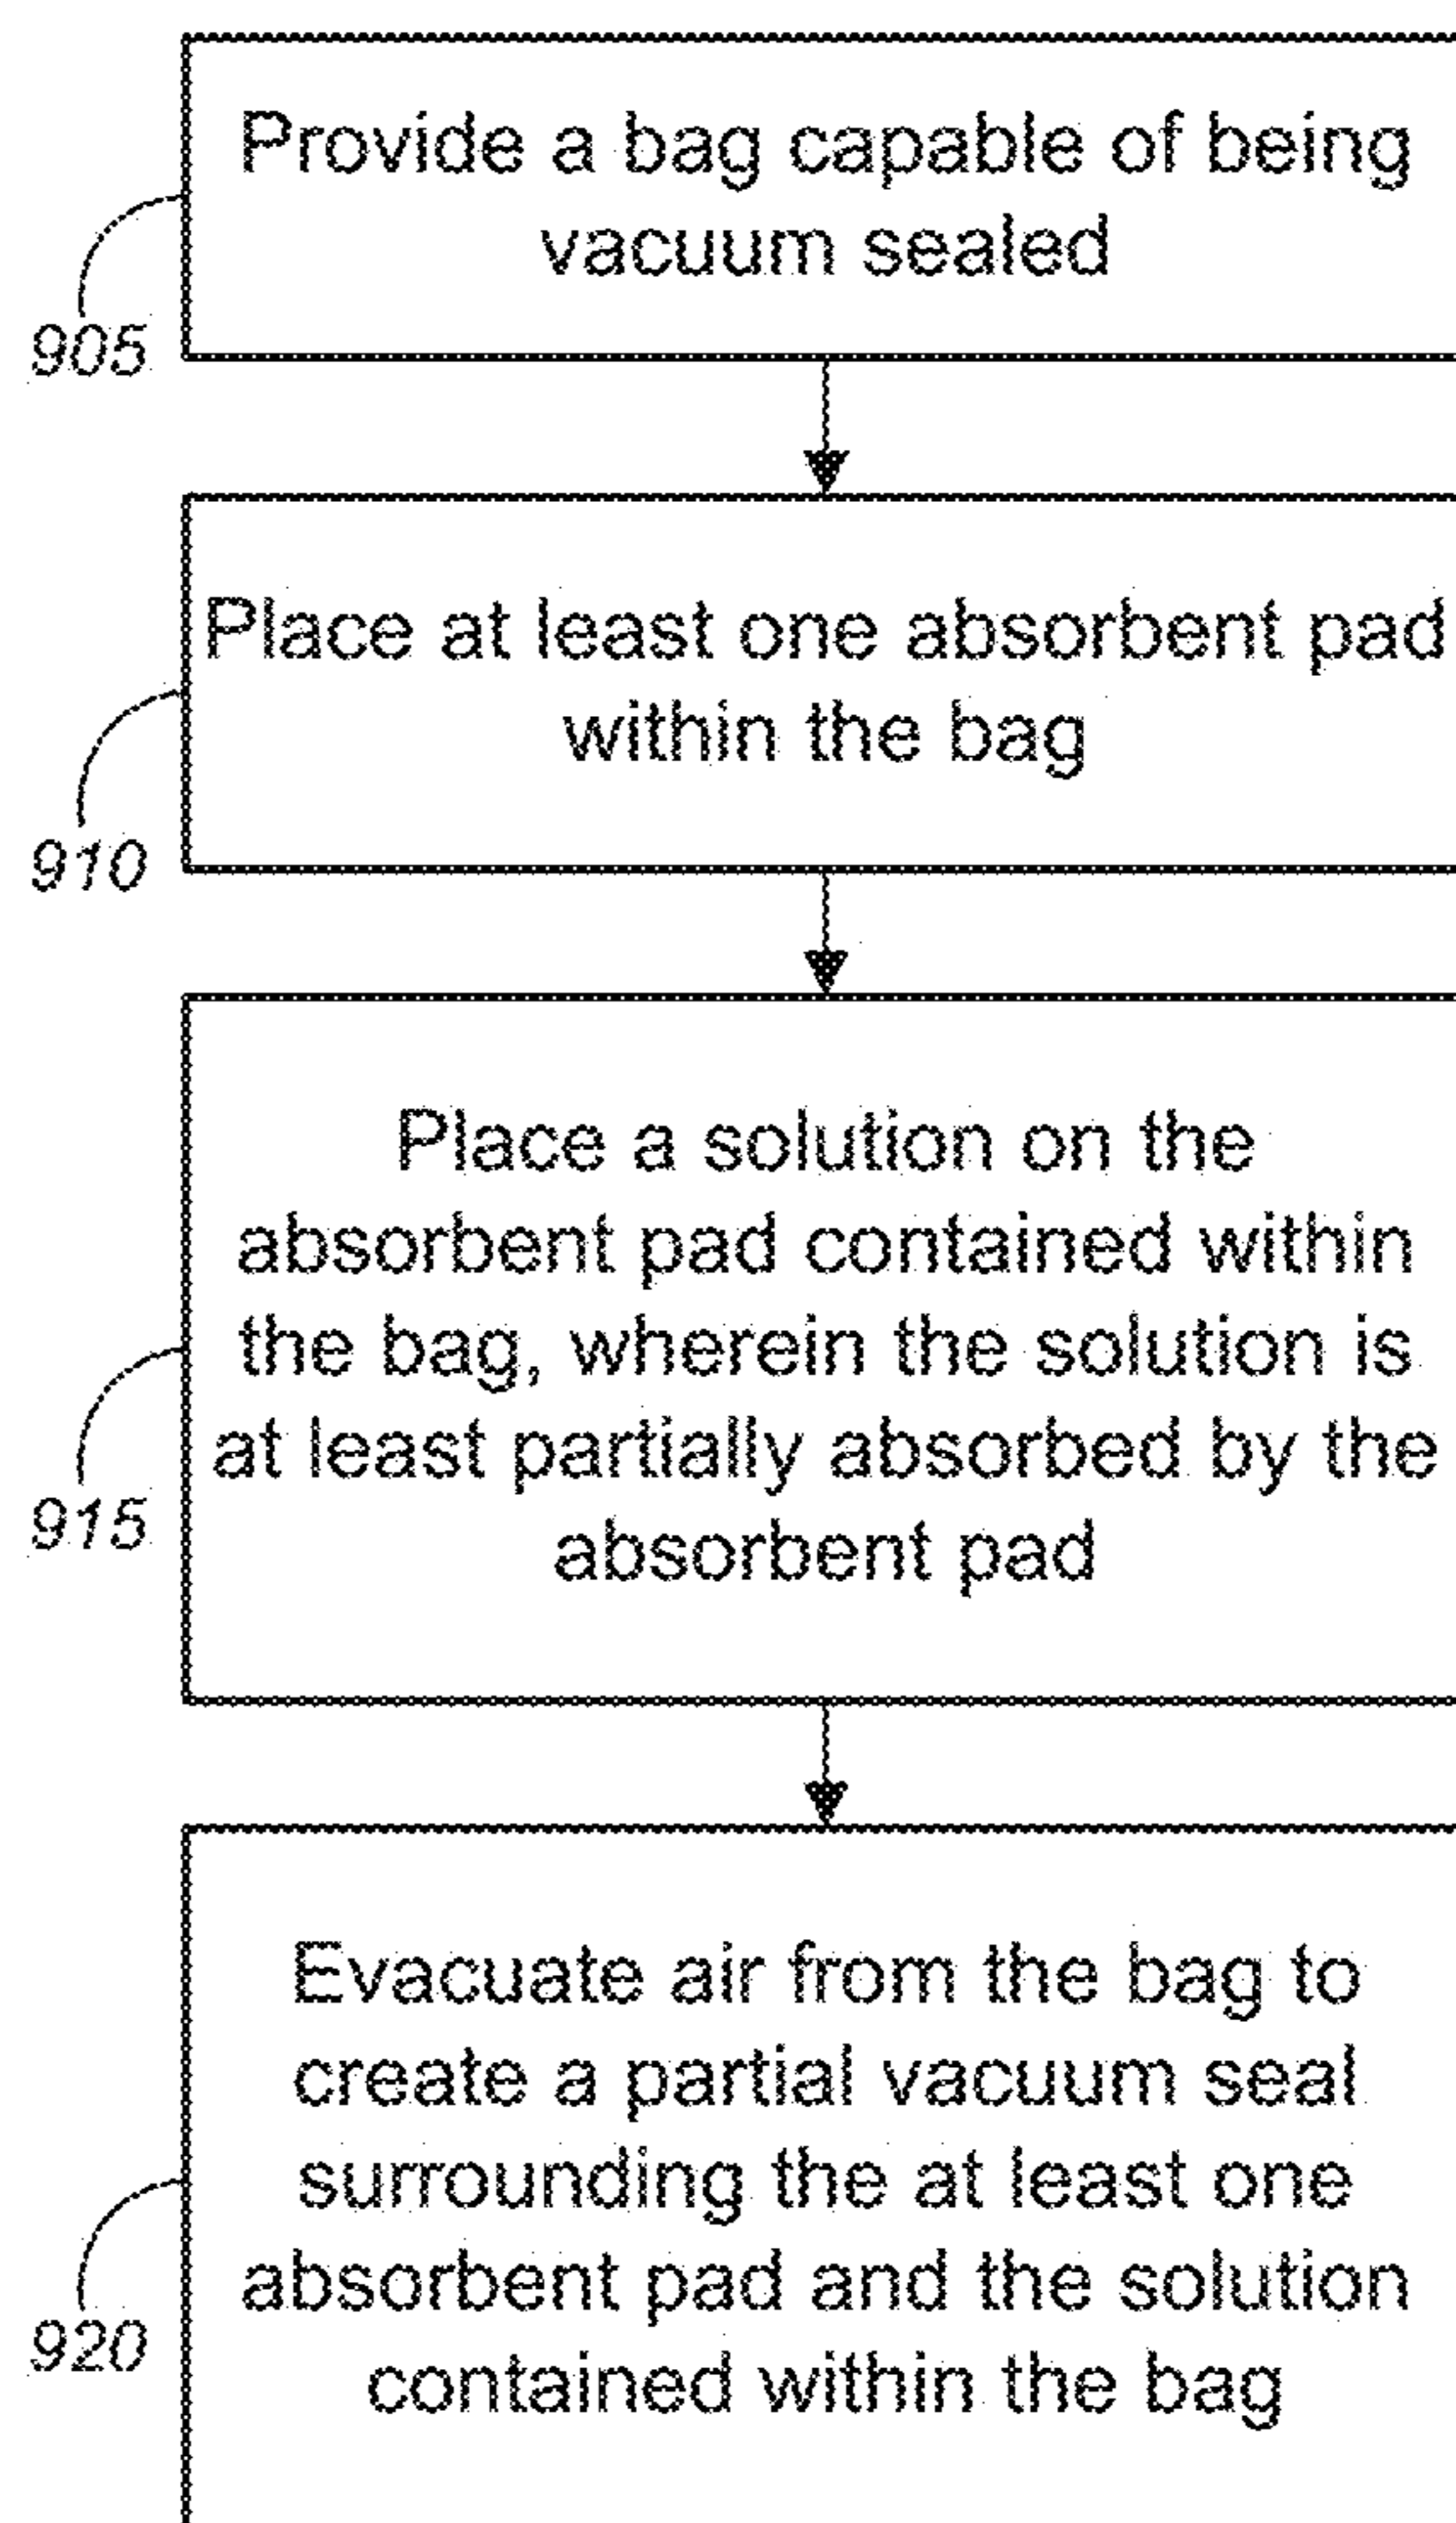 Provide a bag capable of being
vacuum sealed
905
Place at least one absorbent pad
within the bag
910
Place a solution on the
absorbent pad contained within
the bag, wherein the solution is
at least partially absorbed by the
absorbent pad
915
Evacuate air from the bag to
create a partial vacuum seal
surrounding the at least one
absorbent pad and the solution
contained within the bag
920